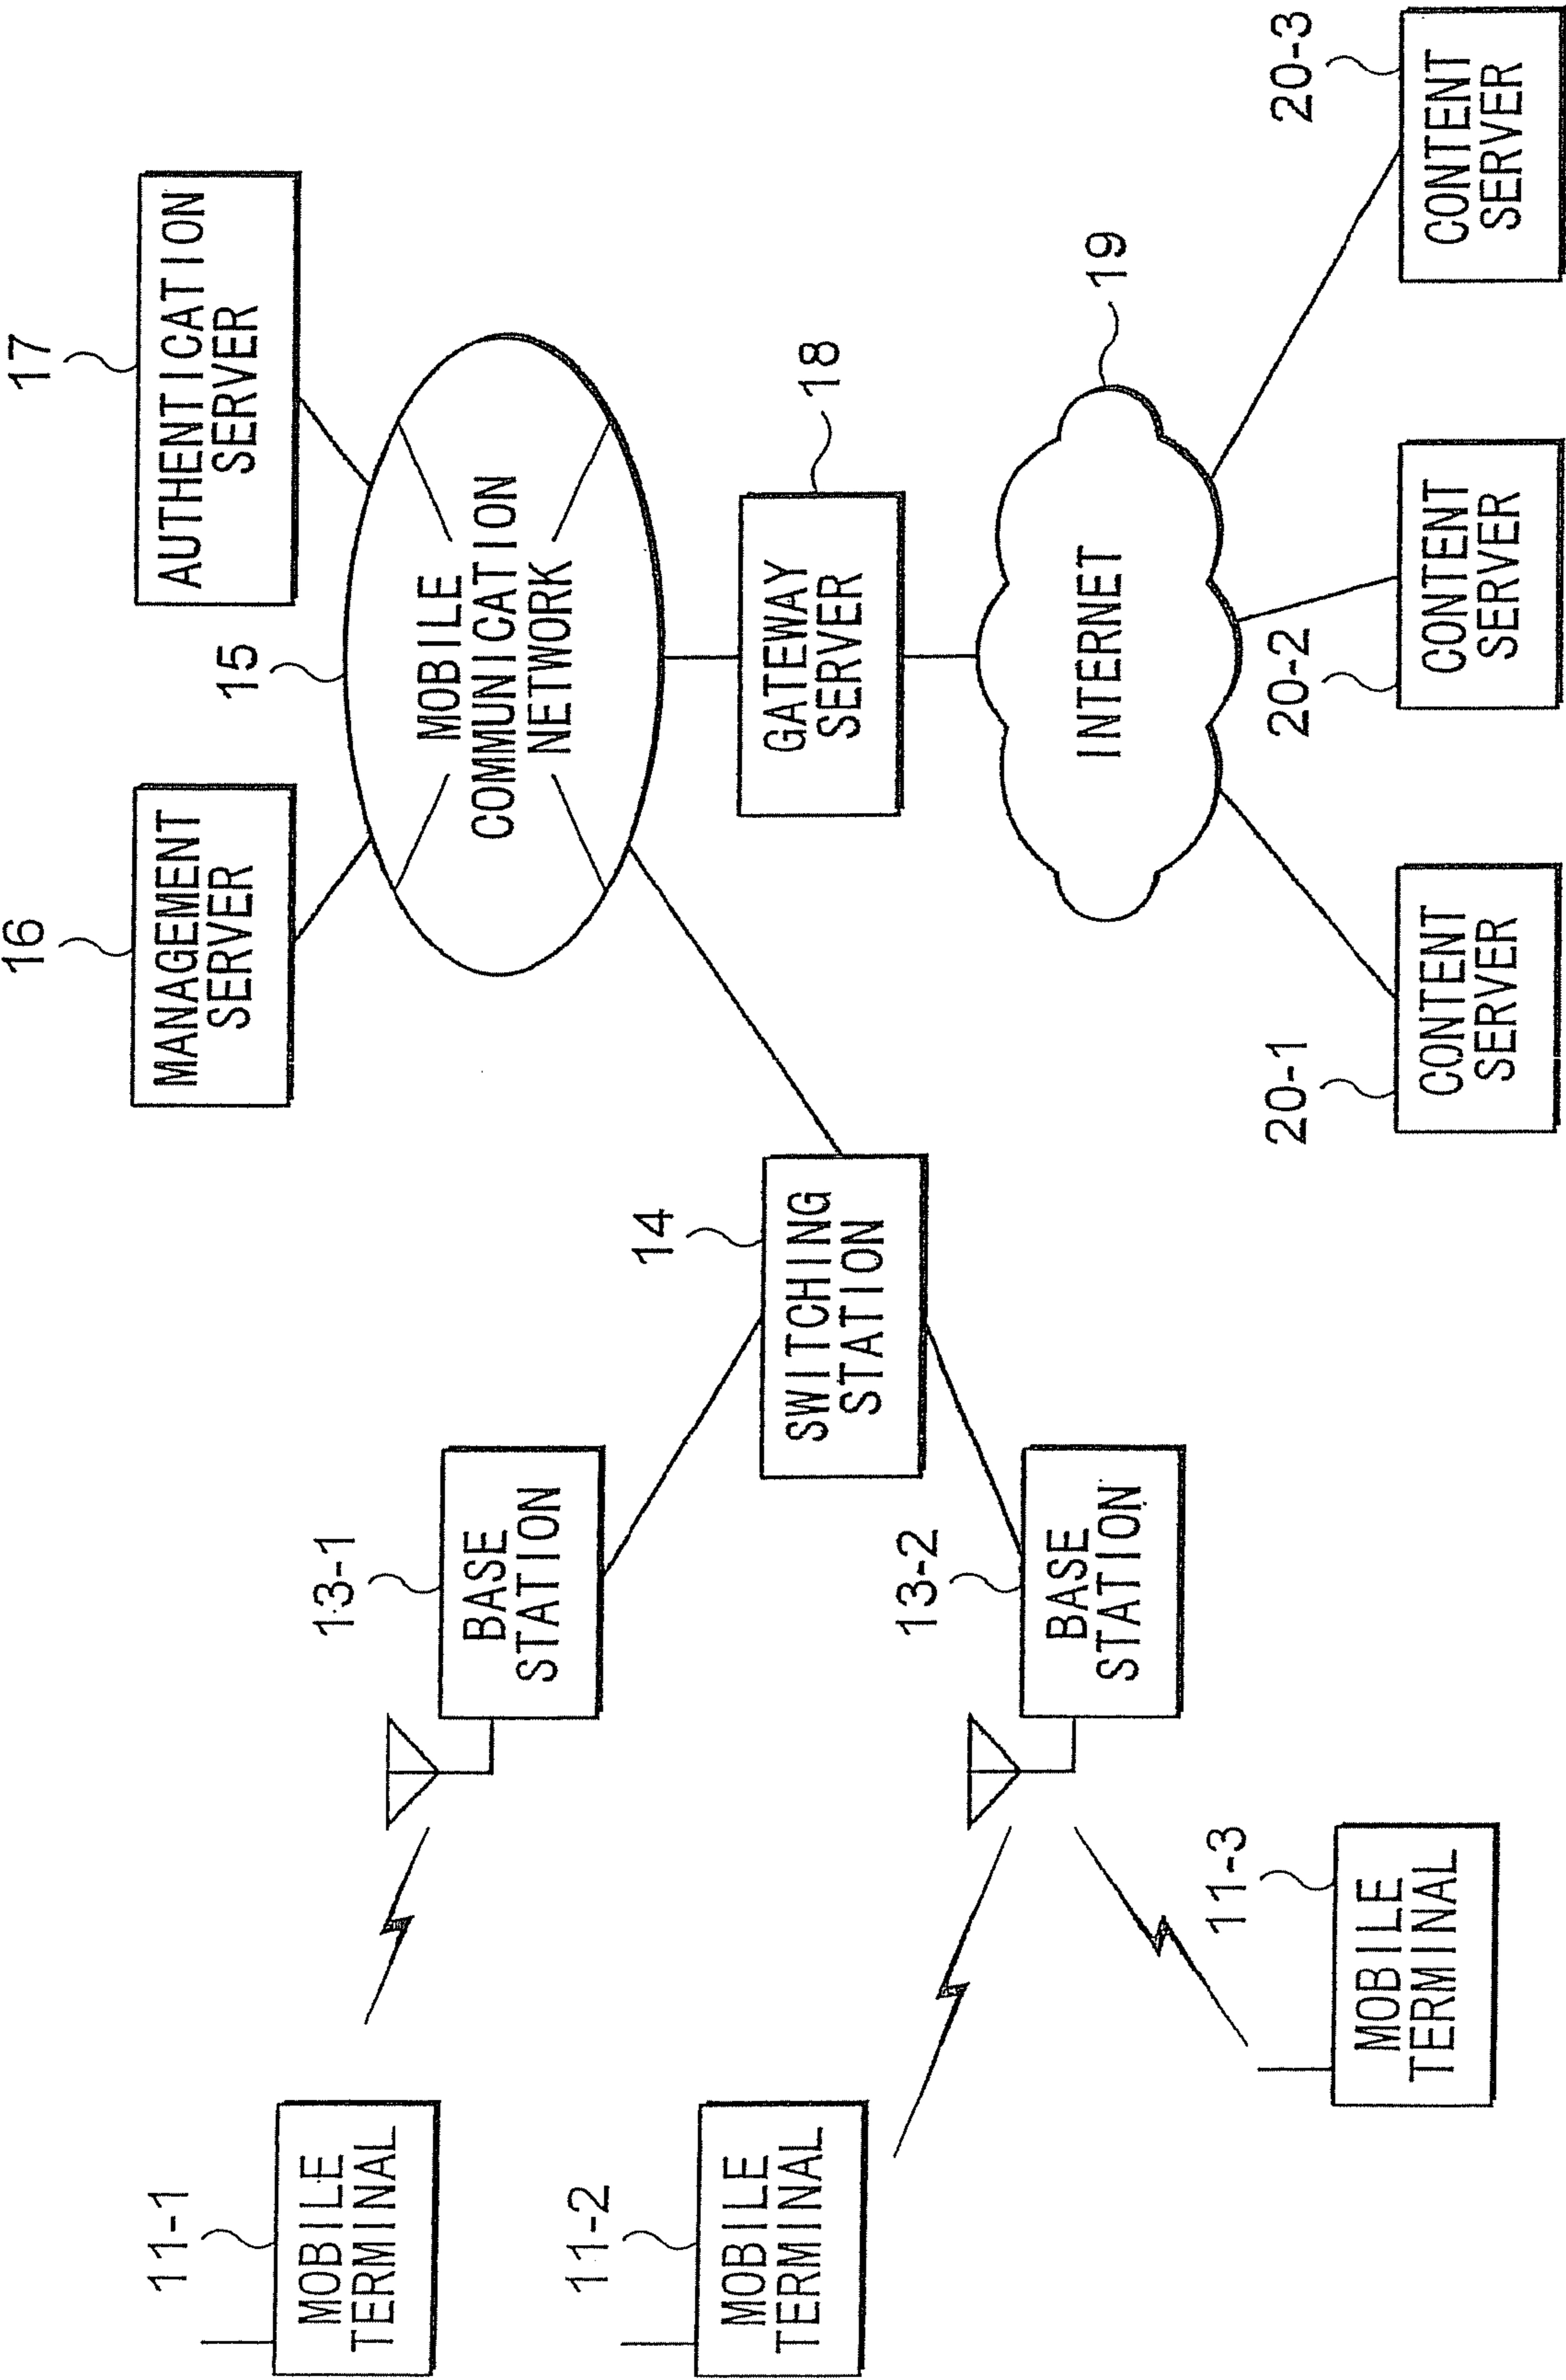 11-1
MOBILE
TERMINAL
11-2
MOBILE
TERMINAL
11-3
MOBILE
TERMINAL
13-1
BASE
STATION
13-2
BASE
STATION
14
SWITCHING
STATION
16
MANAGEMENT
SERVER
17
AUTHENTICATION
SERVER
15
MOBILE
COMMUNICATION
NETWORK
18
GATEWAY
SERVER
19
INTERNET
20-1
CONTENT
SERVER
20-2
CONTENT
SERVER
20-3
CONTENT
SERVER